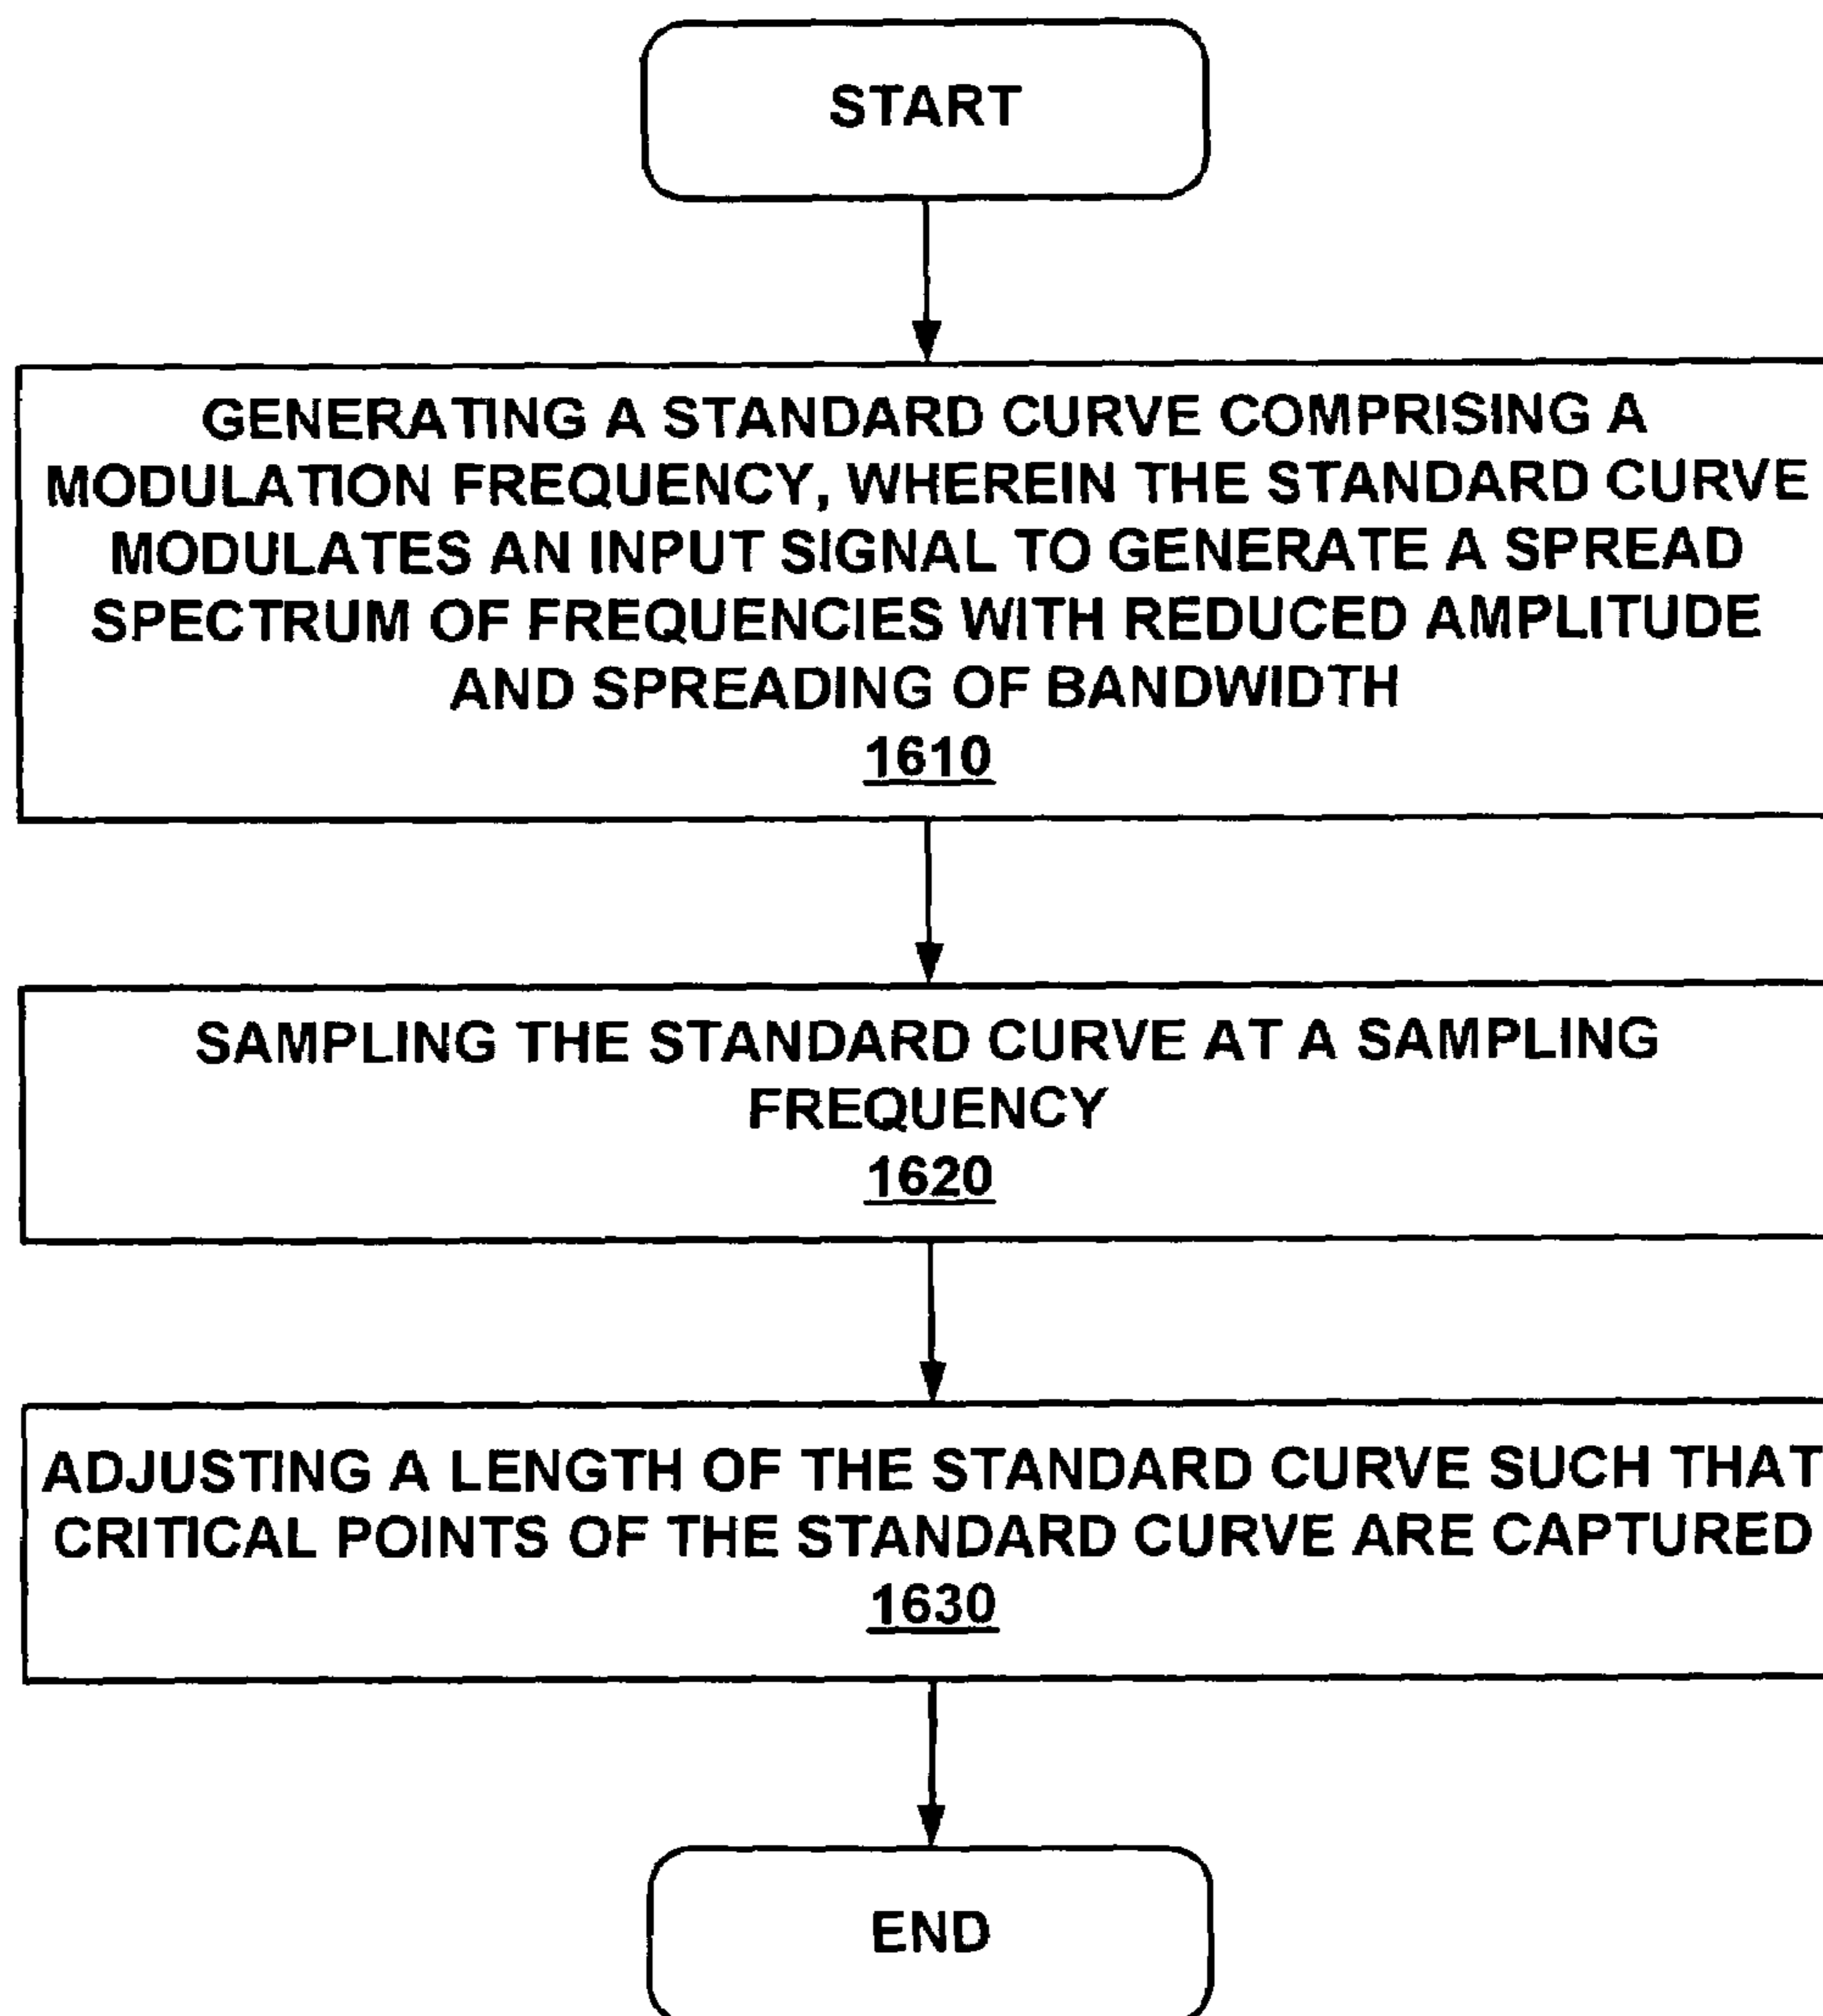 START
GENERATING A STANDARD CURVE COMPRISING A
MODULATION FREQUENCY, WHEREIN THE STANDARD CURVE
MODULATES AN INPUT SIGNAL TO GENERATE A SPREAD
SPECTRUM OF FREQUENCIES WITH REDUCED AMPLITUDE
AND SPREADING OF BANDWIDTH
1610
SAMPLING THE STANDARD CURVE AT A SAMPLING
FREQUENCY
1620
ADJUSTING A LENGTH OF THE STANDARD CURVE SUCH THAT
CRITICAL POINTS OF THE STANDARD CURVE ARE CAPTURED
1630
END